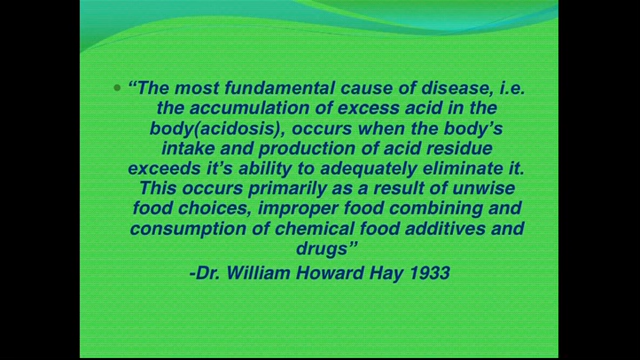 • “The most fundamental cause of disease, i.e.
the accumulation of excess acid in the
body(acidosis), occurs when the body’s
intake and production of acid residue
exceeds it’s ability to adequately eliminate it.
This occurs primarily as a result of unwise
food choices, improper food combining and
consumption of chemical food additives and
drugs”
-Dr. William Howard Hay 1933